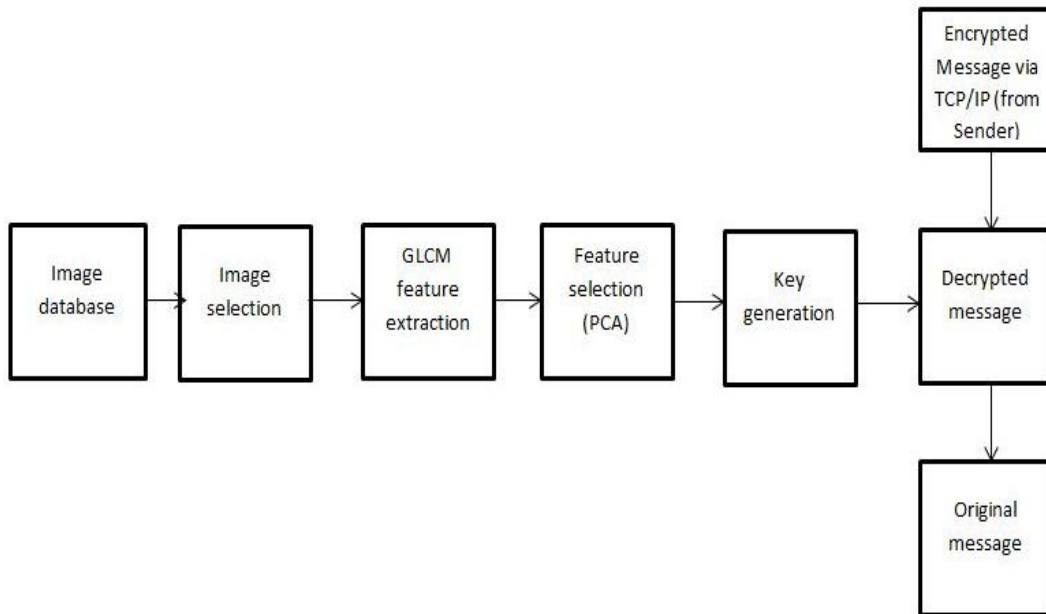 Encrypted
Message via
TCP/IP (from
Sender)
Image
database
Image
selection
GLCM
feature
extraction
Feature
selection
(PCA)
Key
generation
Decrypted
message
Original
message